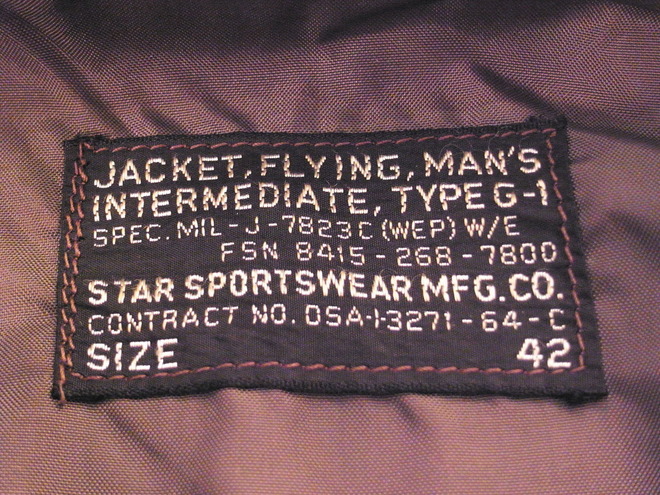 JACKET, FLYING, MAN'S
INTERMEDIATE, TYPE G-1
SPEC. MIL-J-7823C (WEP) W/E
FSN 8415-268-7800
STAR SPORTSWEAR MFG. CO.
CONTRACT NO. DSA-1-3271-64-C
SIZE 42